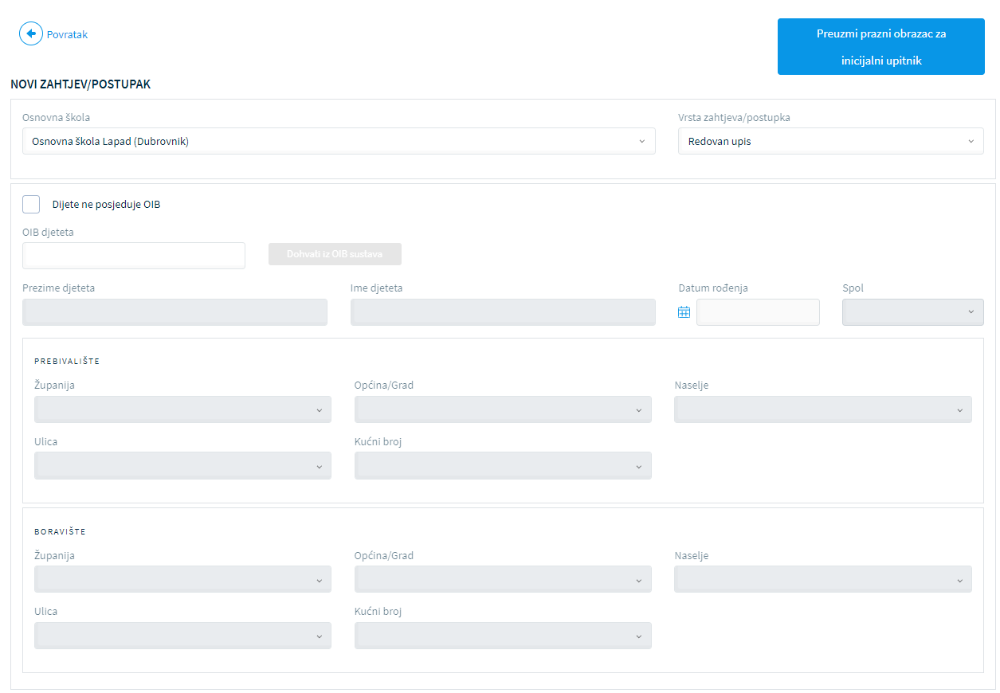 Povratak
Preuzmi prazni obrazac za
inicijalni upitnik
NOVI ZAHTJEV/POSTUPAK
Osnovna škola
Vrsta zahtjeva/postupka
Osnovna škola Lapad (Dubrovnik)
Redovan upis
Dijete ne posjeduje OIB
OIB djeteta
Dohvati iz OIB sustava
Prezime djeteta
Ime djeteta
Datum rođenja
Spol
PREBIVALIŠTE
Županija
Općina/Grad
Naselje
Ulica
Kućni broj
BORAVIŠTE
Županija
Općina/Grad
Naselje
Ulica
Kućni broj